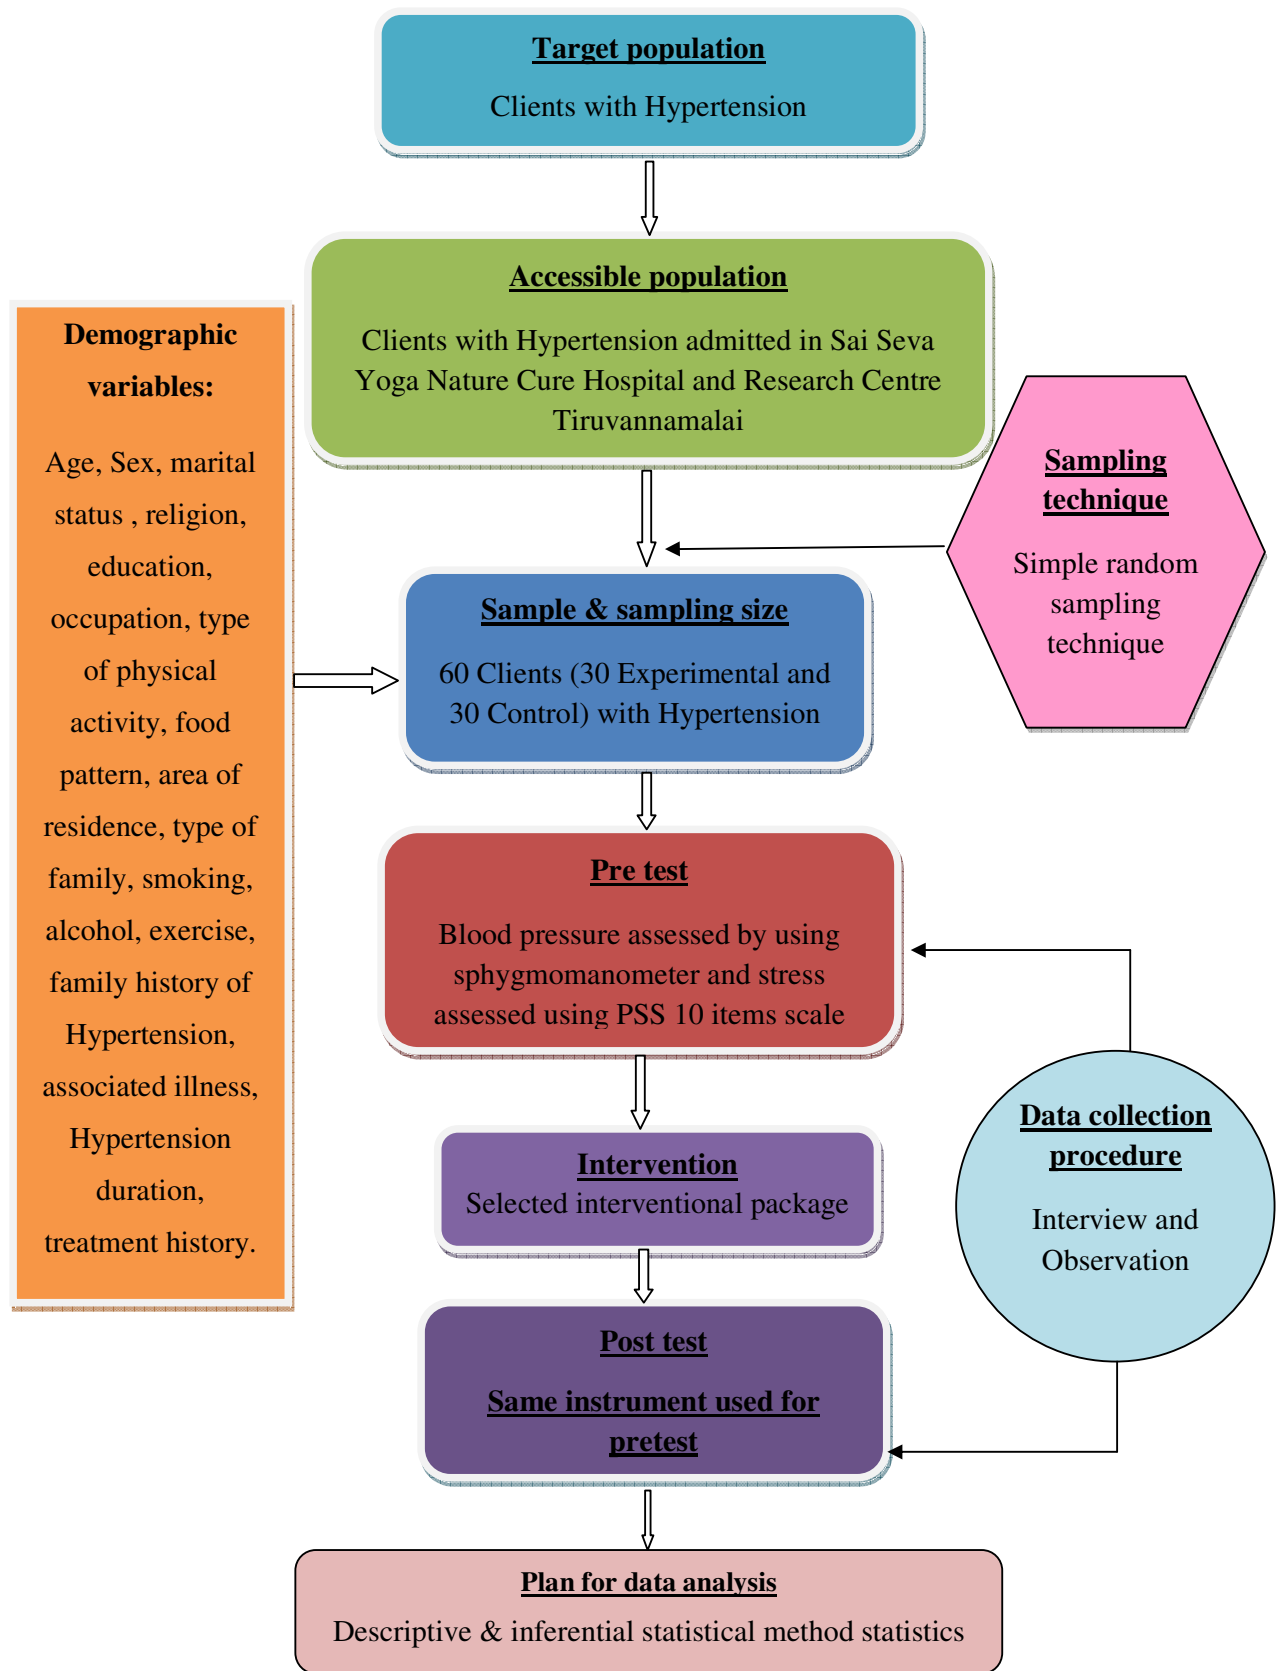 Target population
Clients with Hypertension
Accessible population
Clients with Hypertension admitted in Sai Seva
Yoga Nature Cure Hospital and Research Centre
Tiruvannamalai
Demographic
variables:
Age, Sex, marital
status , religion,
education,
occupation, type
of physical
activity, food
pattern, area of
residence, type of
family, smoking,
alcohol, exercise,
family history of
Hypertension,
associated illness,
Hypertension
duration,
treatment history.
Sampling
technique
Simple random
sampling
technique
Sample & sampling size
60 Clients (30 Experimental and
30 Control) with Hypertension
Pre test
Blood pressure assessed by using
sphygmomanometer and stress
assessed using PSS 10 items scale
Intervention
Selected interventional package
Data collection
procedure
Interview and
Observation
Post test
Same instrument used for
pretest
Plan for data analysis
Descriptive & inferential statistical method statistics